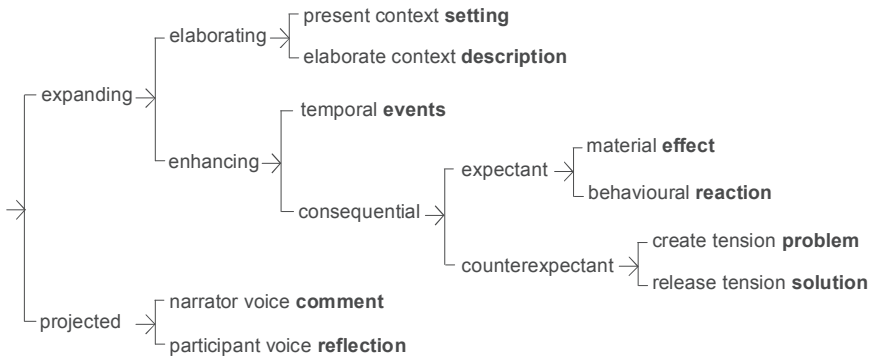 present context setting
elaborating
elaborate context description
expanding
temporal events
material effect
enhancing
expectant
behavioural reaction
consequential
create tension problem
counterexpectant
release tension solution
narrator voice comment
projected
participant voice reflection